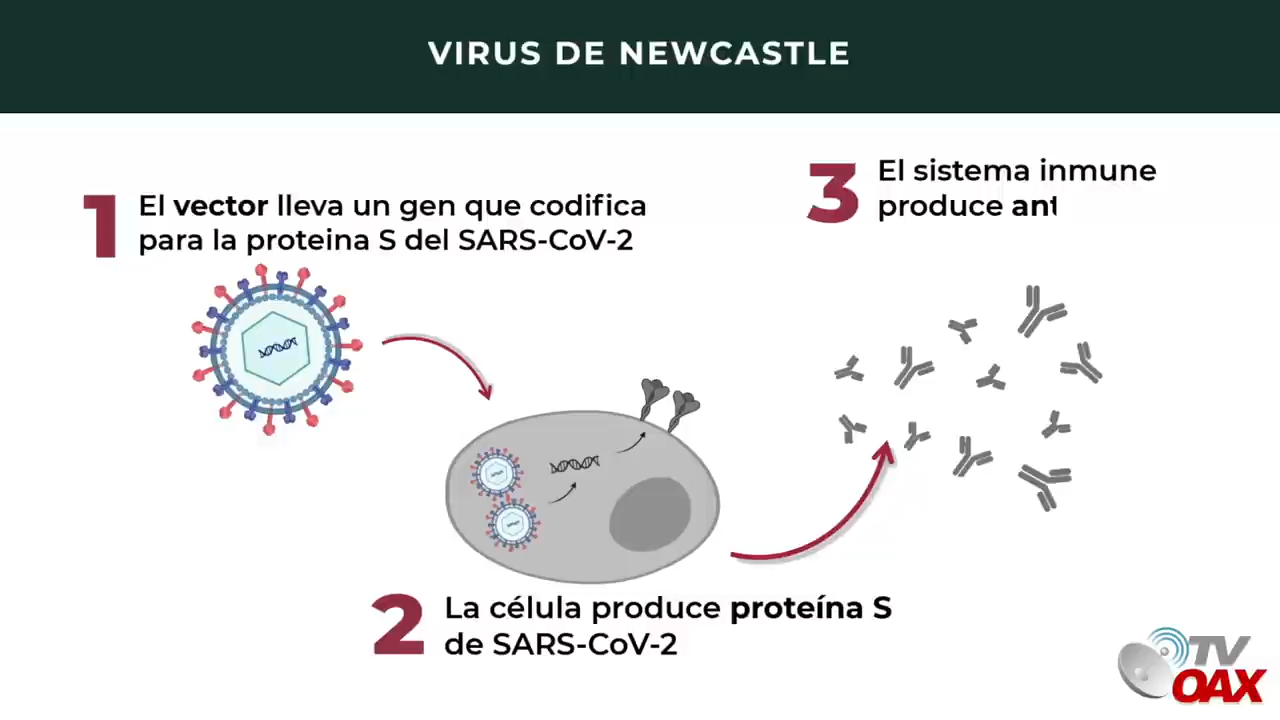 VIRUS DE NEWCASTLE
1 El vector lleva un gen que codifica
para la proteina S del SARS-CoV-2
2 La célula produce proteína S
de SARS-CoV-2
3 El sistema inmune
produce ant
TV
OAX